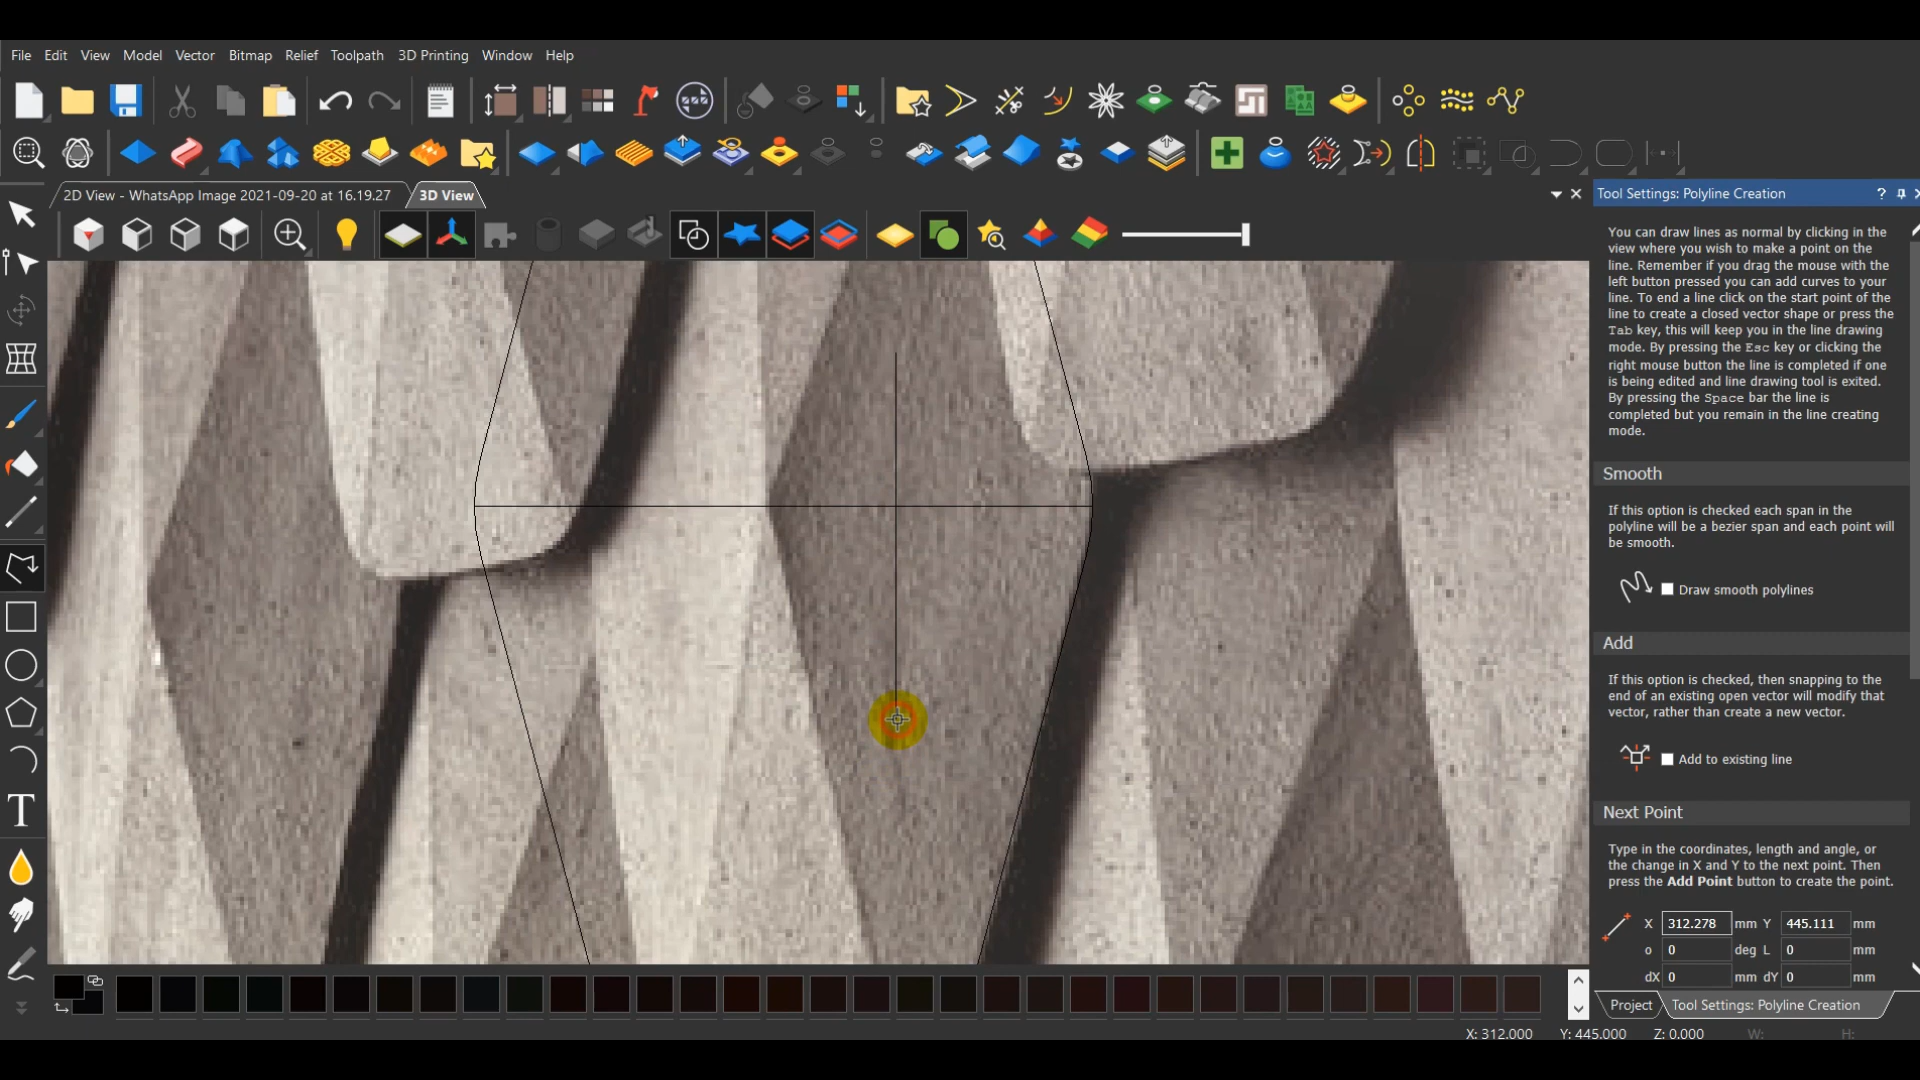 File Edit View Model Vector Bitmap Relief Toolpath 3D Printing Window Help
2D View - WhatsApp Image 2021-09-20 at 16.19.27
3D View
Tool Settings: Polyline Creation
You can draw lines as normal by clicking in the
view where you wish to make a point on the
line. Remember if you drag the mouse with the
left button pressed you can add curves to your
line. To end a line click on the start point of the
line to create a closed vector shape or press the
Tab key, this will keep you in the line drawing
mode. By pressing the Esc key or clicking the
right mouse button the line is completed if one
is being edited and line drawing tool is exited.
By pressing the Space bar the line is
completed but you remain in the line creating
mode.
Smooth
If this option is checked each span in the
polyline will be a bezier span and each point will
be smooth.
Draw smooth polylines
Add
If this option is checked, then snapping to the
end of an existing open vector will modify that
vector, rather than create a new vector.
Add to existing line
Next Point
Type in the coordinates, length and angle, or
the change in X and Y to the next point. Then
press the Add Point button to create the point.
X 312.278 mm Y 445.111 mm
o 0 deg L 0 mm
dX 0 mm dY 0 mm
Project Tool Settings: Polyline Creation
X: 312.000 Y: 445.000 Z: 0.000 W: H: